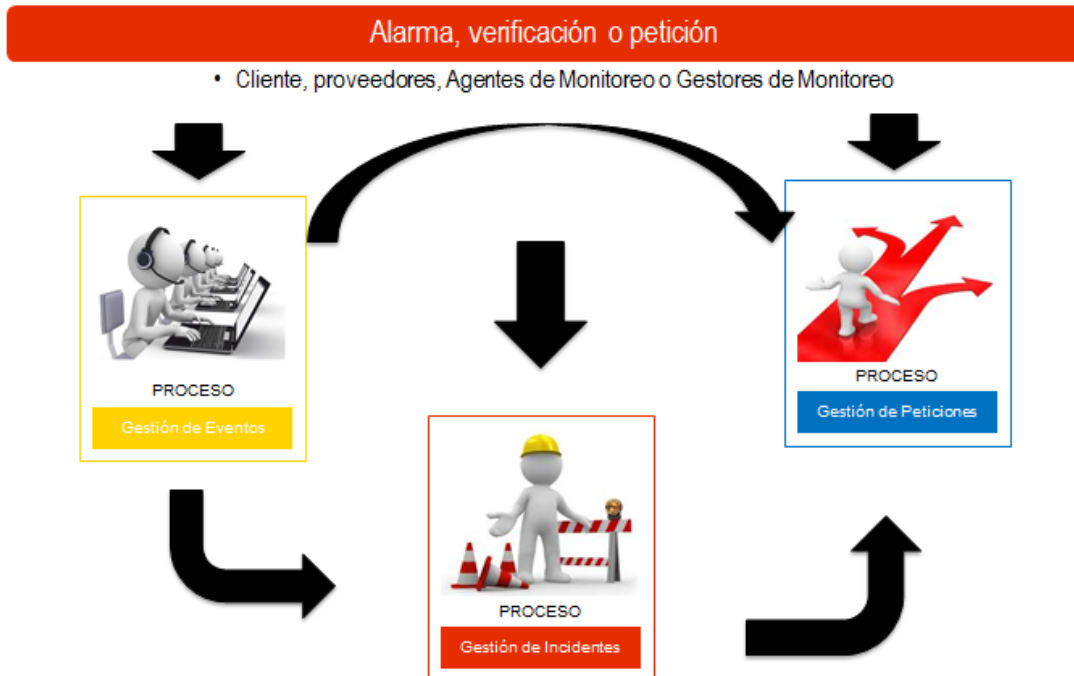 Alarma, verificación o petición
• Cliente, proveedores, Agentes de Monitoreo o Gestores de Monitoreo
PROCESO
Gestión de Eventos
PROCESO
Gestión de Peticiones
PROCESO
Gestión de Incidentes